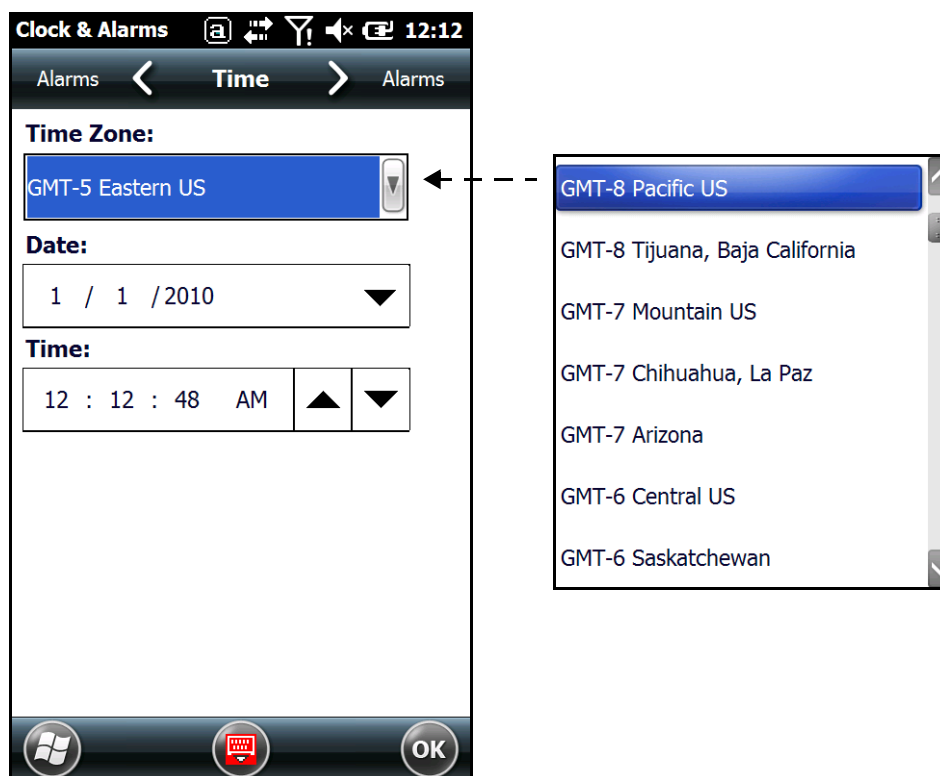 Clock & Alarms a 12:12
Alarms Time Alarms
Time Zone:
GMT-5 Eastern US
Date:
1 / 1 / 2010
Time:
12 : 12 : 48 AM
OK
GMT-8 Pacific US
GMT-8 Tijuana, Baja California
GMT-7 Mountain US
GMT-7 Chihuahua, La Paz
GMT-7 Arizona
GMT-6 Central US
GMT-6 Saskatchewan